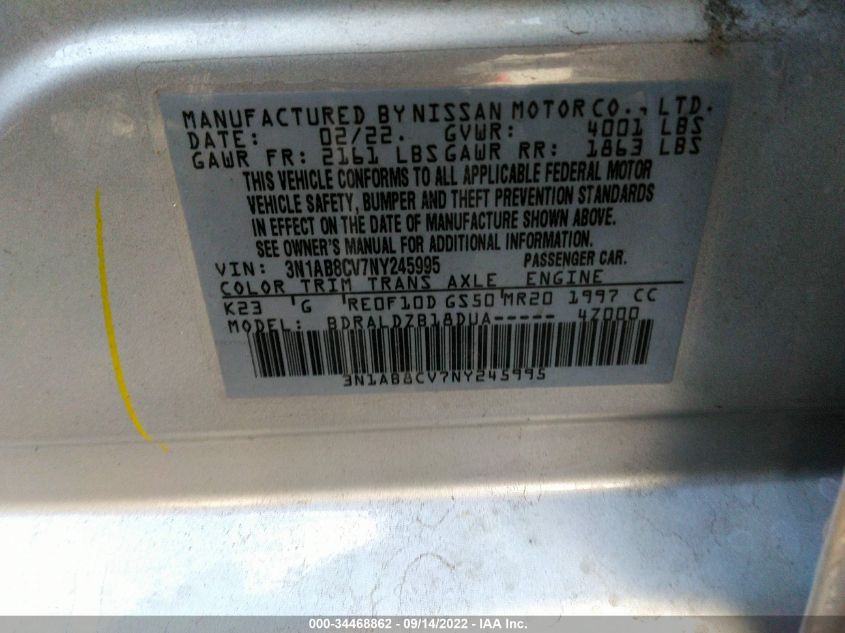 MANUFACTURED BY NISSAN MOTOR CO., LTD.
DATE: 02/22. GVWR: 4001 LBS
GAWR FR: 2161 LBS GAWR RR: 1863 LBS
THIS VEHICLE CONFORMS TO ALL APPLICABLE FEDERAL MOTOR
VEHICLE SAFETY, BUMPER AND THEFT PREVENTION STANDARDS
IN EFFECT ON THE DATE OF MANUFACTURE SHOWN ABOVE.
SEE OWNER'S MANUAL FOR ADDITIONAL INFORMATION.
VIN: 3N1AB8CV7NY245995 PASSENGER CAR.
COLOR TRIM TRANS AXLE ENGINE
K23 'G 'RE0F10D GS50'MR20 1997 CC
MODEL: BDRALDZB18DUA----- 4Z000
3N1AB8CV7NY245995
000-34468862 - 09/14/2022 - IAA Inc.